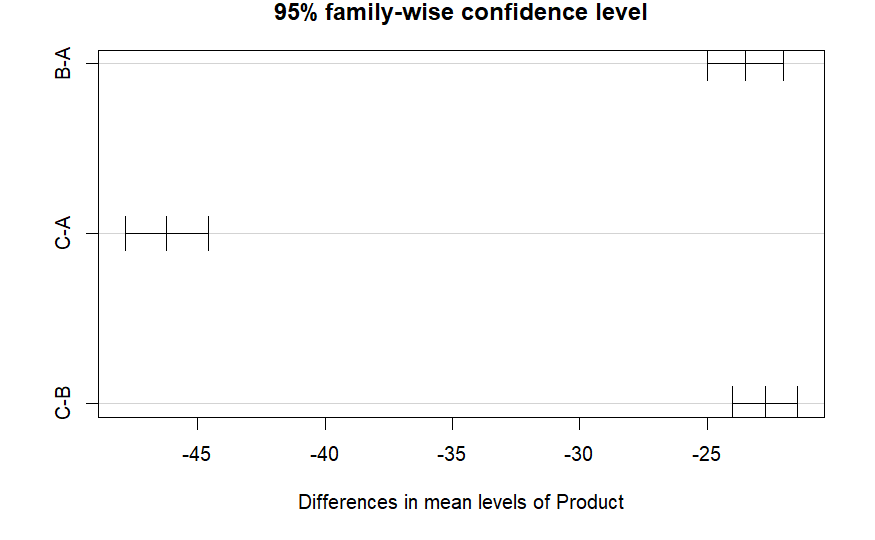 95% family-wise confidence level
B-A
C-A
C-B
-45 -40 -35 -30 -25
Differences in mean levels of Product